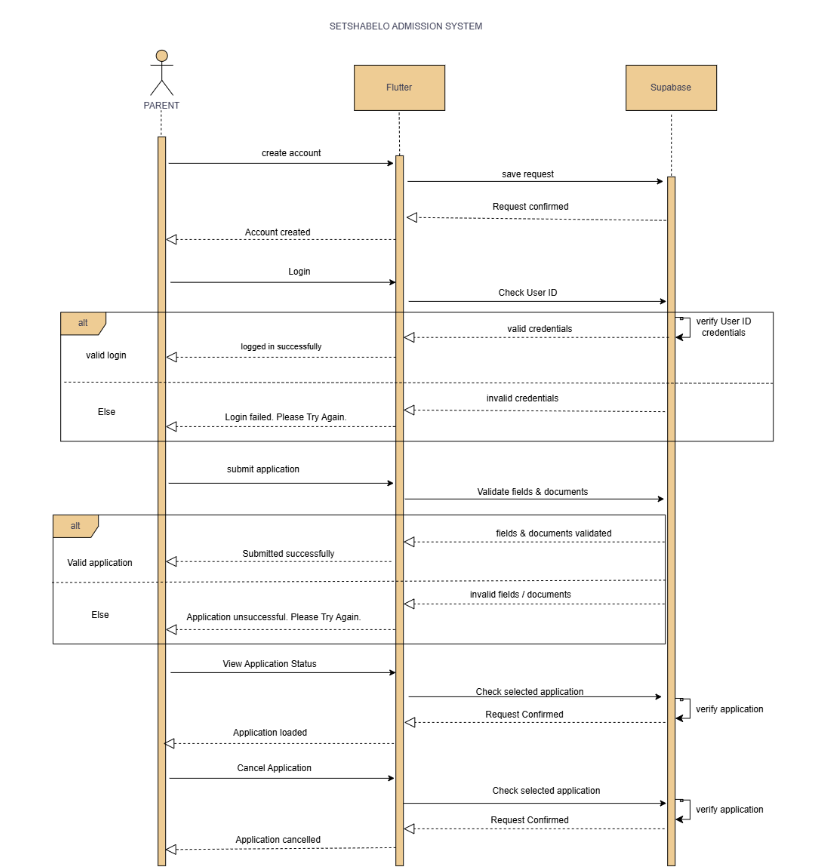 SETSHABELO ADMISSION SYSTEM
PARENT
Flutter
Supabase
create account
save request
Request confirmed
Account created
Login
Check User ID
alt
verify User ID
credentials
valid credentials
logged in successfully
valid login
invalid credentials
Else
Login failed. Please Try Again.
submit application
Validate fields & documents
alt
fields & documents validated
Submitted successfully
Valid application
invalid fields / documents
Else
Application unsuccessful. Please Try Again.
View Application Status
Check selected application
verify application
Request Confirmed
Application loaded
Cancel Application
Check selected application
verify application
Request Confirmed
Application cancelled